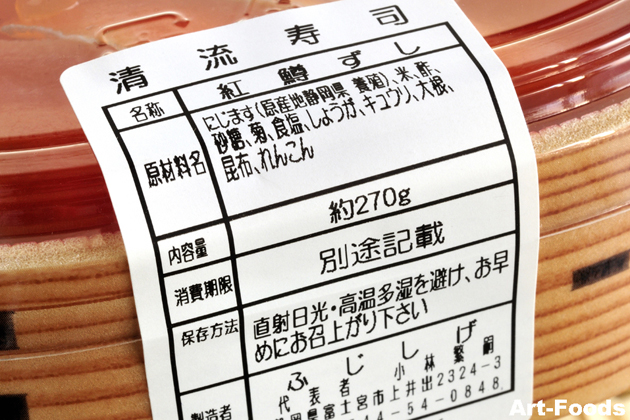 清流寿司
名称 紅鱒ずし
原材料名 にじます(原産地静岡県、養殖)、米、酢、
砂糖、菊、食塩、しょうが、キュウリ、大根、
昆布、れんこん
内容量 約270g
消費期限 別途記載
保存方法 直射日光・高温多湿を避け、お早
めにお召上がり下さい
製造者 ふじしげ
代表者 小林繁嗣
岡県富士宮市上井出2324-3
44-54-0848
Art-Foods